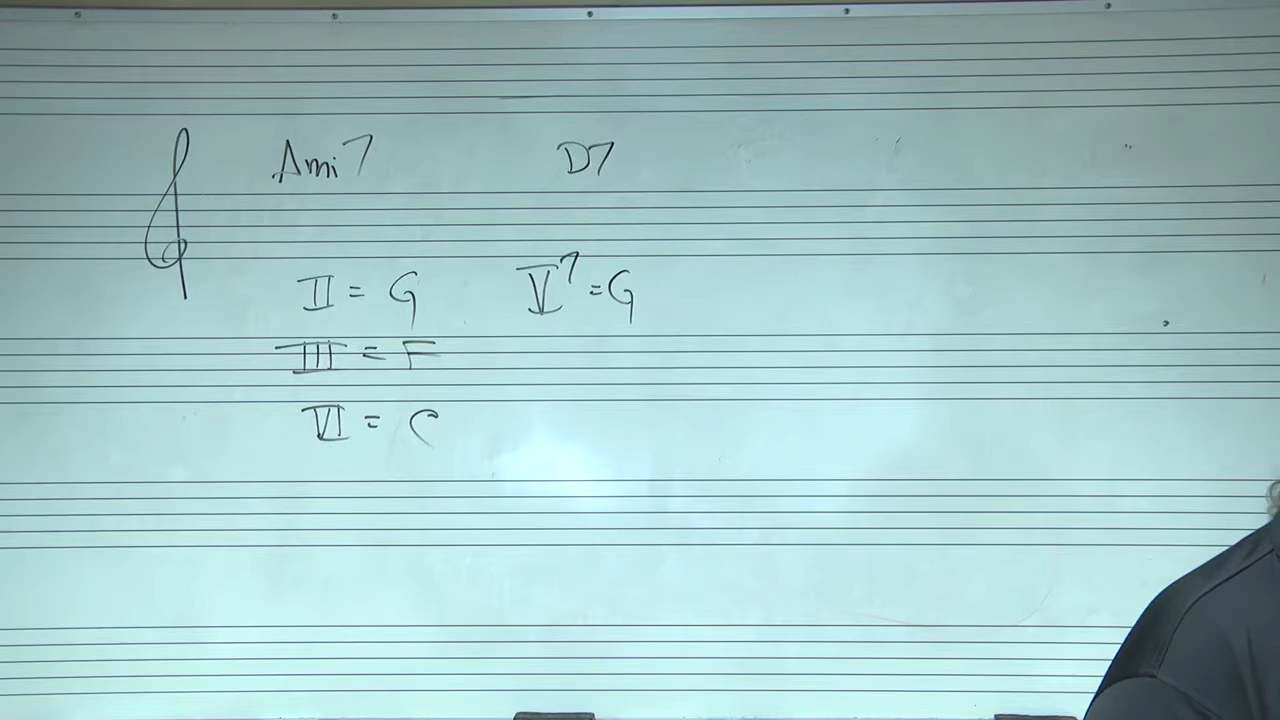 Ami7 D7
II = G V7 = G
III = F
VI = C